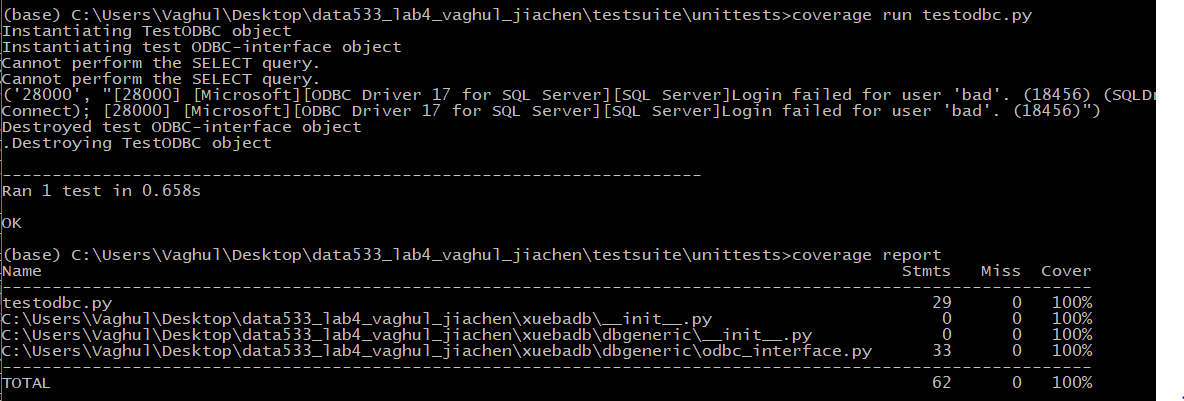 (base) C:\Users\Vaghul\Desktop\data533_lab4_vaghul_jiachen\testsuite\unittests>coverage run testodbc.py
Instantiating TestODBC object
Instantiating test ODBC-interface object
Cannot perform the SELECT query.
Cannot perform the SELECT query.
('28000', "[28000] [Microsoft][ODBC Driver 17 for SQL Server][SQL Server]Login failed for user 'bad'. (18456) (SQLDr
Connect); [28000] [Microsoft][ODBC Driver 17 for SQL Server][SQL Server]Login failed for user 'bad'. (18456)")
Destroyed test ODBC-interface object
.Destroying TestODBC object
----------------------------------------------------------------------
Ran 1 test in 0.658s
OK
(base) C:\Users\Vaghul\Desktop\data533_lab4_vaghul_jiachen\testsuite\unittests>coverage report
Name Stmts Miss Cover
-------------------------------------------------------------------------------------------------------------
testodbc.py 29 0 100%
C:\Users\Vaghul\Desktop\data533_lab4_vaghul_jiachen\xuebadb\__init__.py 0 0 100%
C:\Users\Vaghul\Desktop\data533_lab4_vaghul_jiachen\xuebadb\dbgeneric\__init__.py 0 0 100%
C:\Users\Vaghul\Desktop\data533_lab4_vaghul_jiachen\xuebadb\dbgeneric\odbc_interface.py 33 0 100%
-------------------------------------------------------------------------------------------------------------
TOTAL 62 0 100%